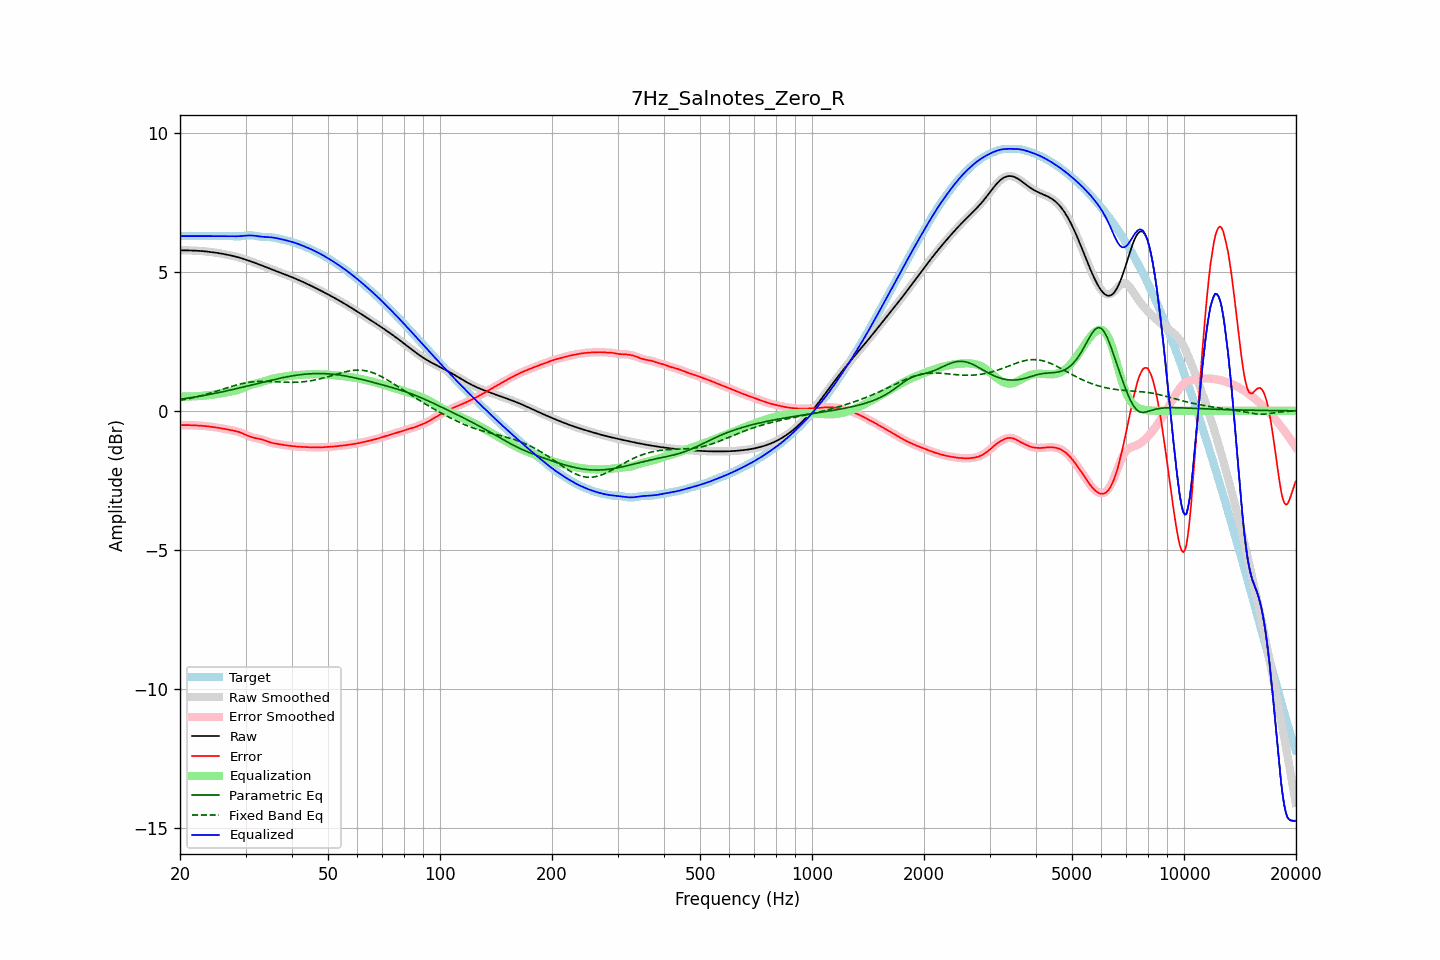 7Hz_Salnotes_Zero_R
10
5
0
−5
−10
−15
Amplitude (dBr)
Target
Raw Smoothed
Error Smoothed
Raw
Error
Equalization
Parametric Eq
Fixed Band Eq
Equalized
20 50 100 200 500 1000 2000 5000 10000 20000
Frequency (Hz)